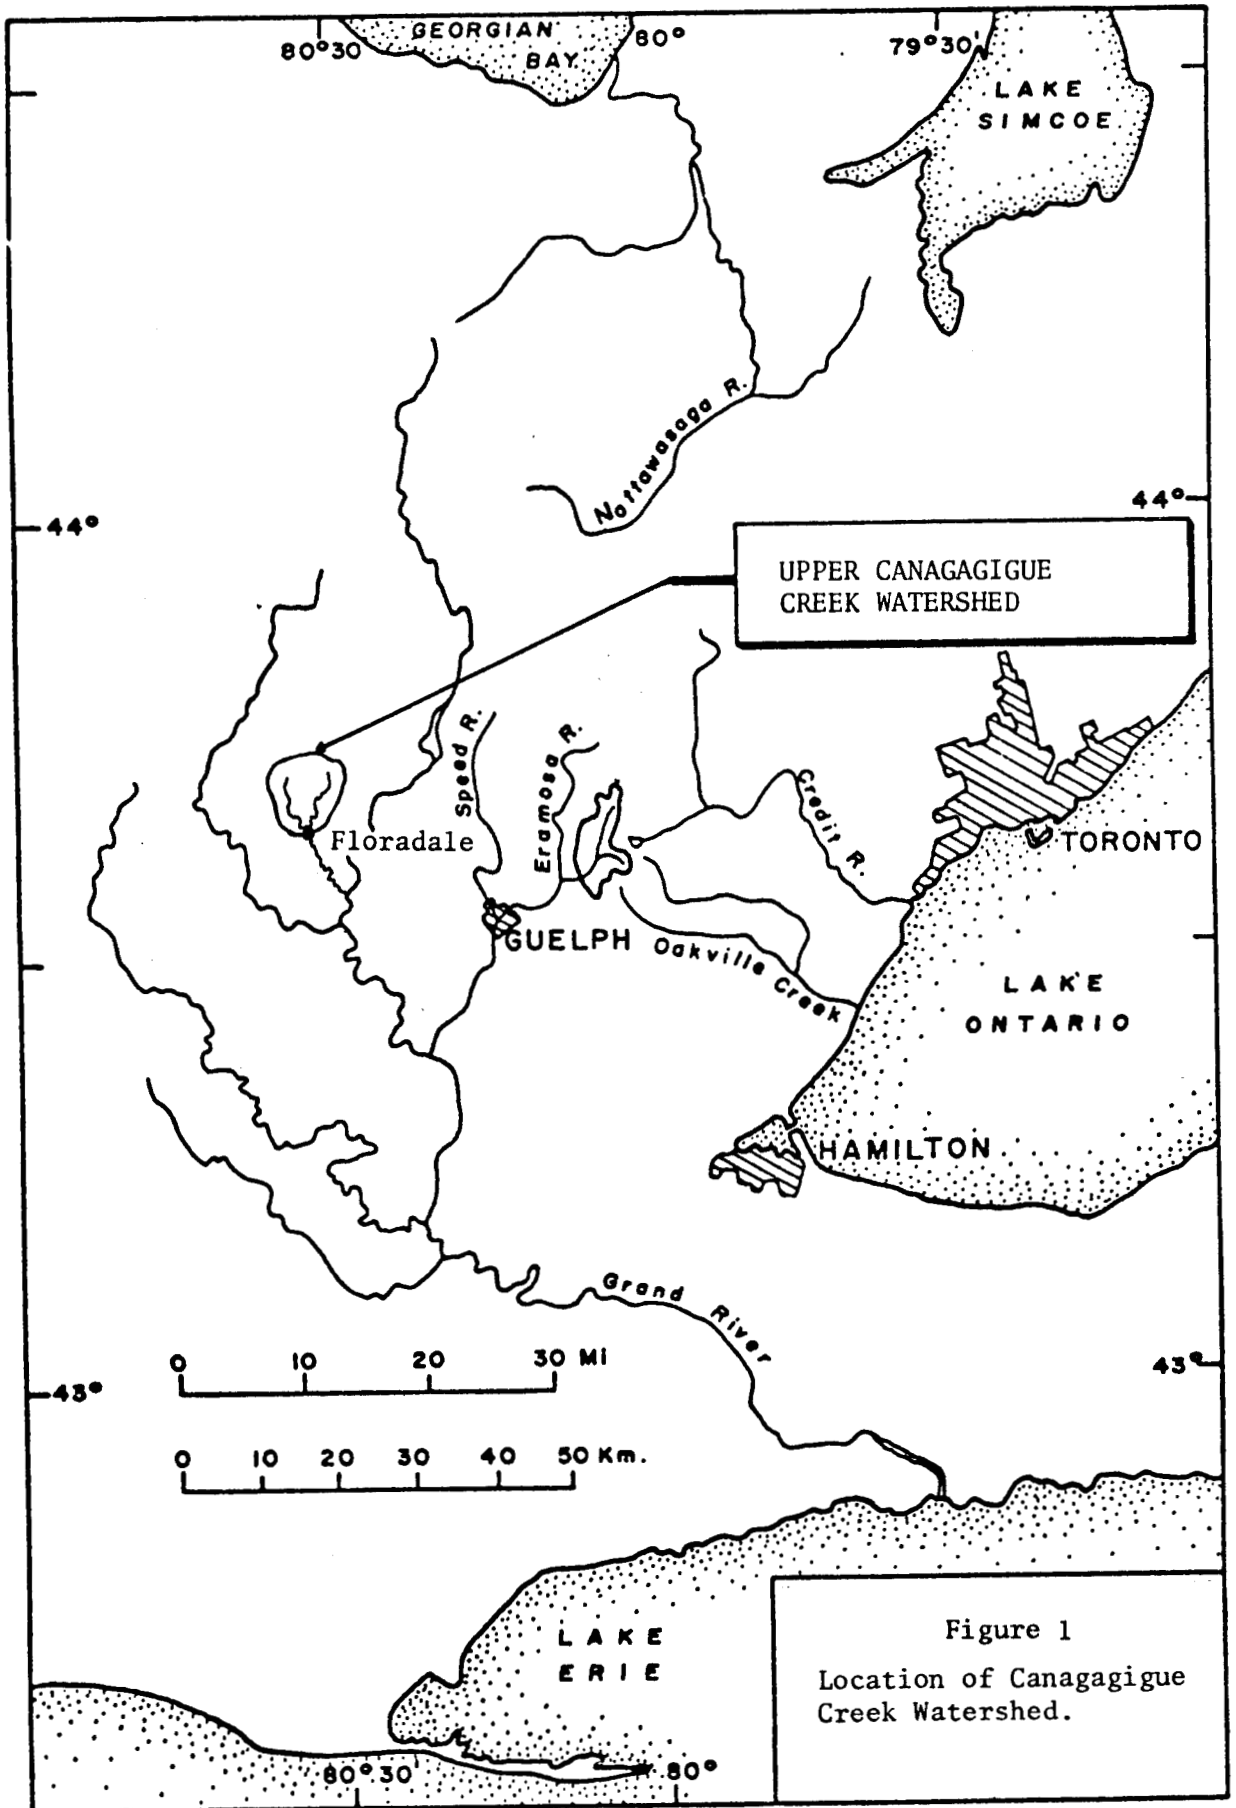 GEORGIAN
BAY
80°30'
80°
79°30'
LAKE
SIMCOE
Nottawasaga R.
44°
44°
UPPER CANAGAGIGUE
CREEK WATERSHED
Speed R.
Eramosa R.
Credit R.
Floradale
TORONTO
GUELPH
Oakville Creek
LAKE
ONTARIO
HAMILTON
Grand River
0 10 20 30 Mi
43°
43°
0 10 20 30 40 50 Km.
LAKE
ERIE
Figure 1
Location of Canagagigue
Creek Watershed.
80°30'
80°